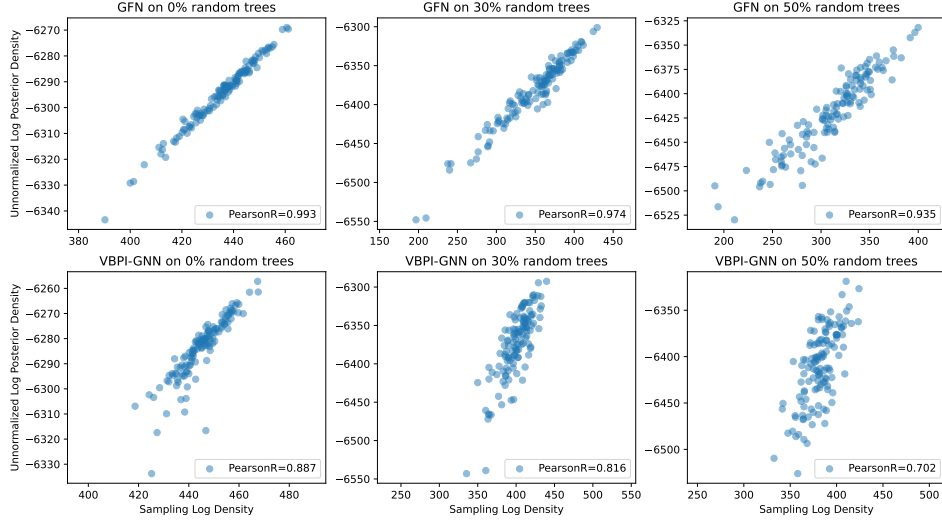 GFN on 0% random trees
Unnormalized Log Posterior Density
−6270
−6280
−6290
−6300
−6310
−6320
−6330
−6340
380 400 420 440 460
PearsonR=0.993
GFN on 30% random trees
−6300
−6350
−6400
−6450
−6500
−6550
150 200 250 300 350 400 450
PearsonR=0.974
GFN on 50% random trees
−6325
−6350
−6375
−6400
−6425
−6450
−6475
−6500
−6525
200 250 300 350 400
PearsonR=0.935
VBPI-GNN on 0% random trees
Unnormalized Log Posterior Density
−6260
−6270
−6280
−6290
−6300
−6310
−6320
−6330
400 420 440 460 480
Sampling Log Density
PearsonR=0.887
VBPI-GNN on 30% random trees
−6300
−6350
−6400
−6450
−6500
−6550
250 300 350 400 450 500 550
Sampling Log Density
PearsonR=0.816
VBPI-GNN on 50% random trees
−6350
−6400
−6450
−6500
250 300 350 400 450 500
Sampling Log Density
PearsonR=0.702